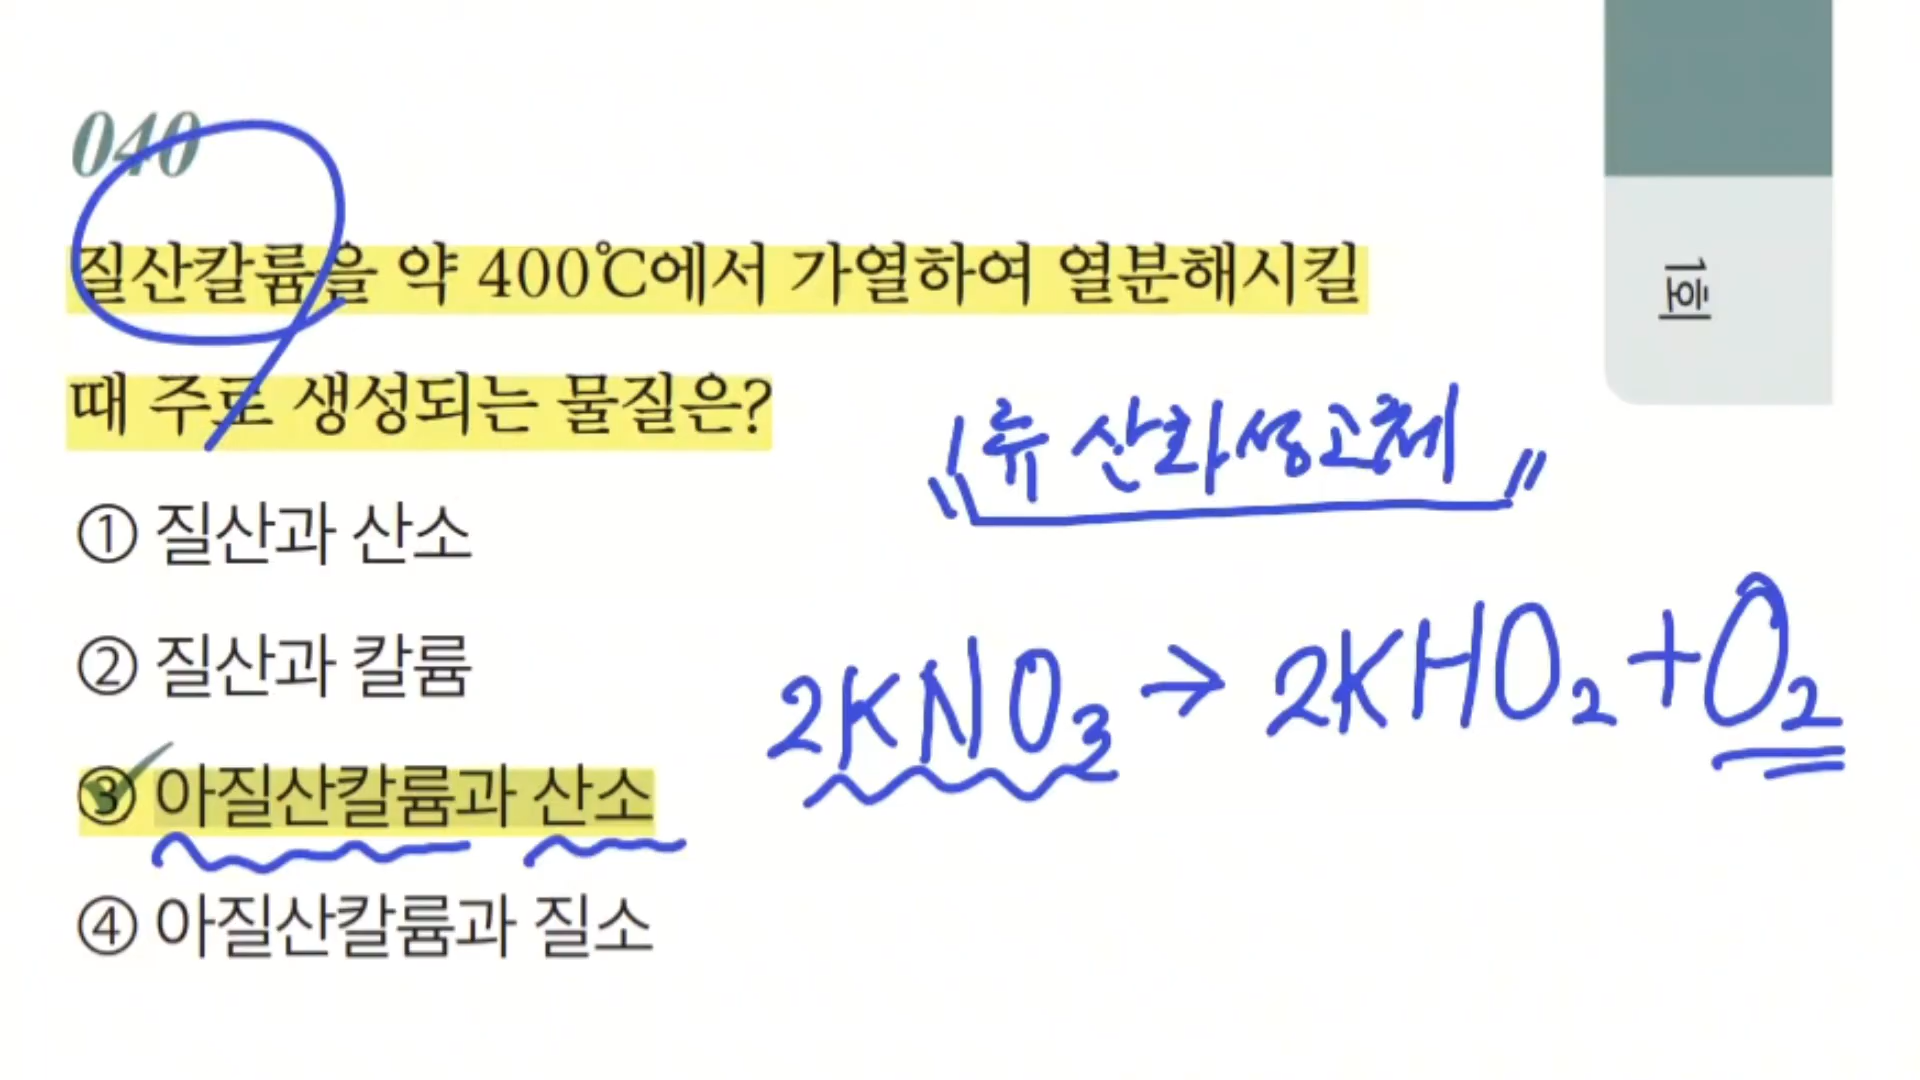 040
질산칼륨을 약 400℃에서 가열하여 열분해시킬
때 주로 생성되는 물질은?
1류 산화성고체
① 질산과 산소
② 질산과 칼륨
2KNO₃ → 2KHO₂ + O₂
③ 아질산칼륨과 산소
④ 아질산칼륨과 질소
1회